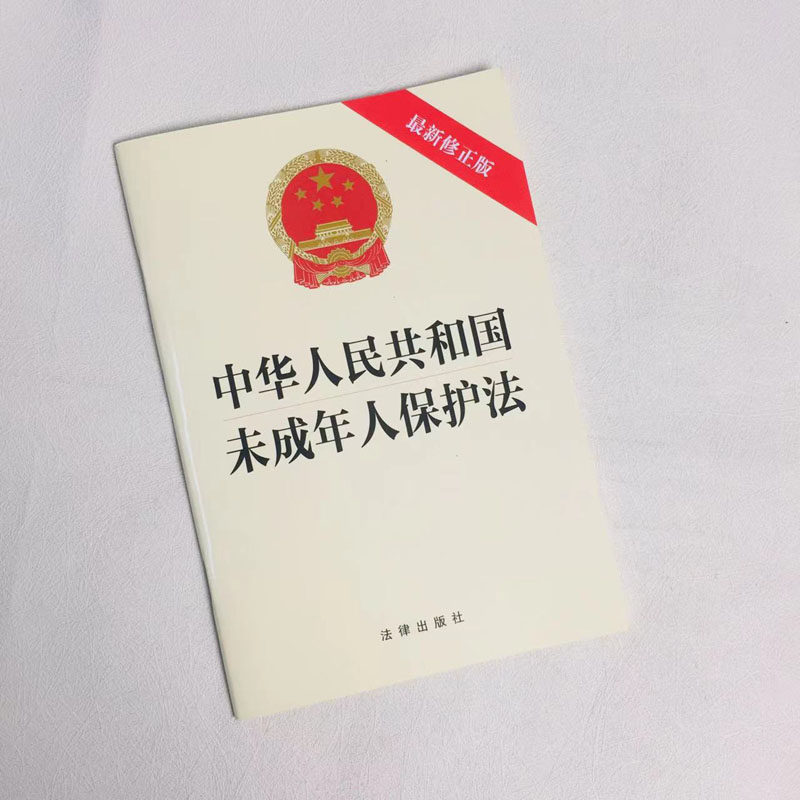 最新修正版
中华人民共和国
未成年人保护法
法律出版社